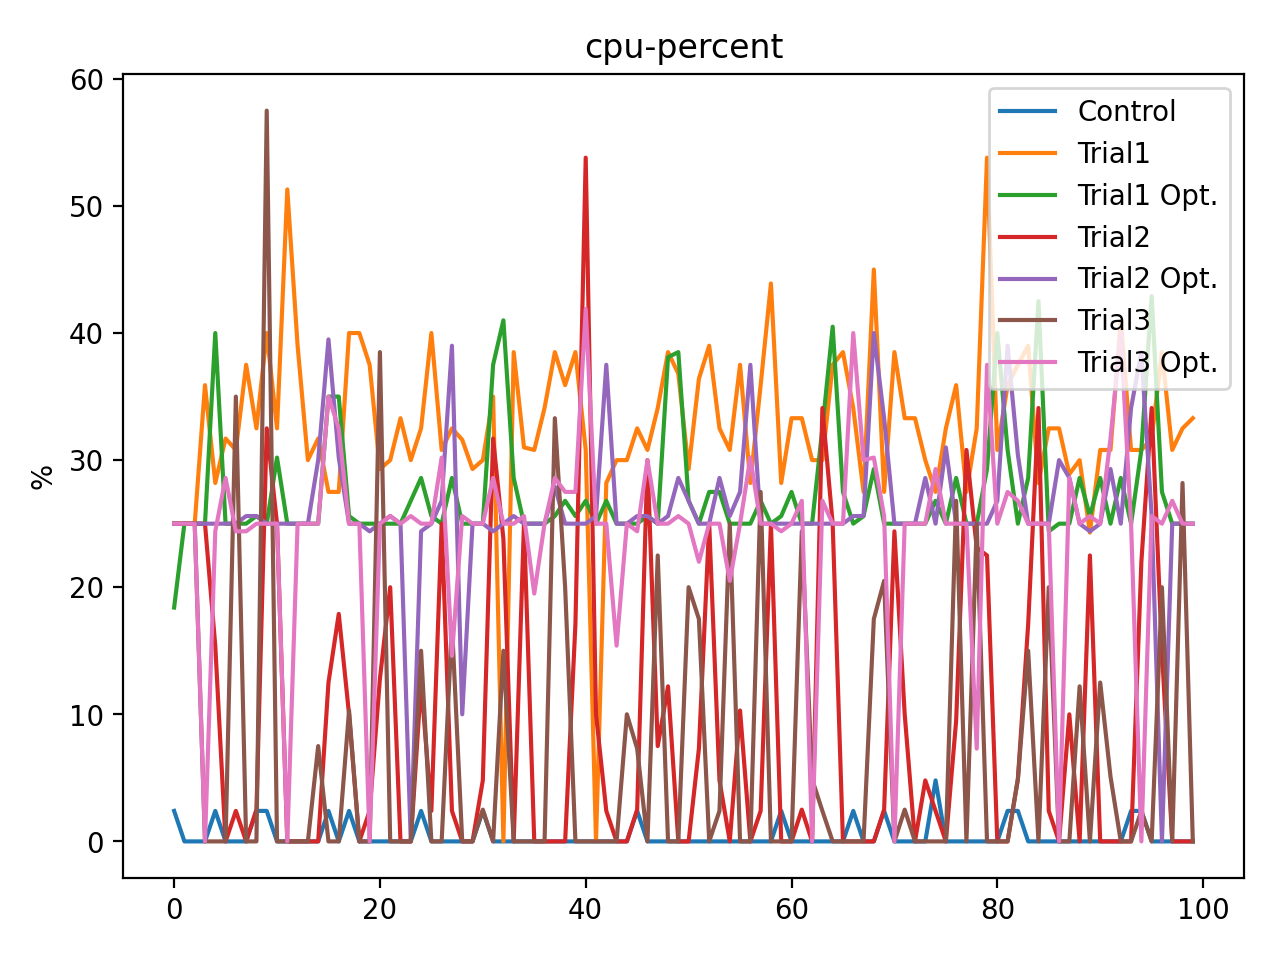 cpu-percent
60
50
40
30
20
10
0
%
0
20
40
60
80
100
Control
Trial1
Trial1 Opt.
Trial2
Trial2 Opt.
Trial3
Trial3 Opt.